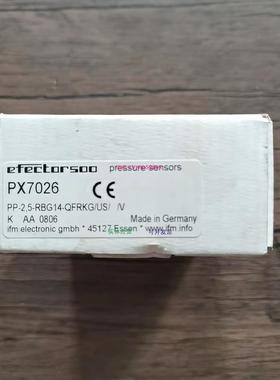 efector500 pressure sensors
PX7026 CE
PP-2,5-RBG14-QFRKG/US/ /V
K AA 0806 Made in Germany
ifm electronic gmbh * 45127 Essen * www.ifm.info